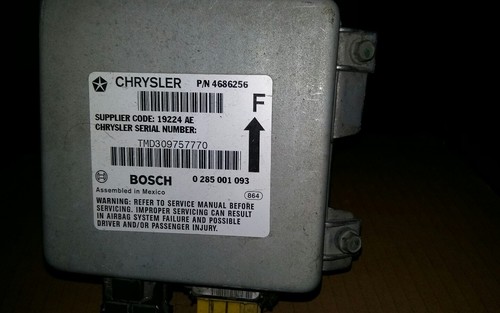 CHRYSLER P/N 4686256
F
SUPPLIER CODE: 19224 AE
CHRYSLER SERIAL NUMBER:
TMD309757770
BOSCH 0 285 001 093
Assembled in Mexico 864
WARNING: REFER TO SERVICE MANUAL BEFORE
SERVICING. IMPROPER SERVICING CAN RESULT
IN AIRBAG SYSTEM FAILURE AND POSSIBLE
DRIVER AND/OR PASSENGER INJURY.